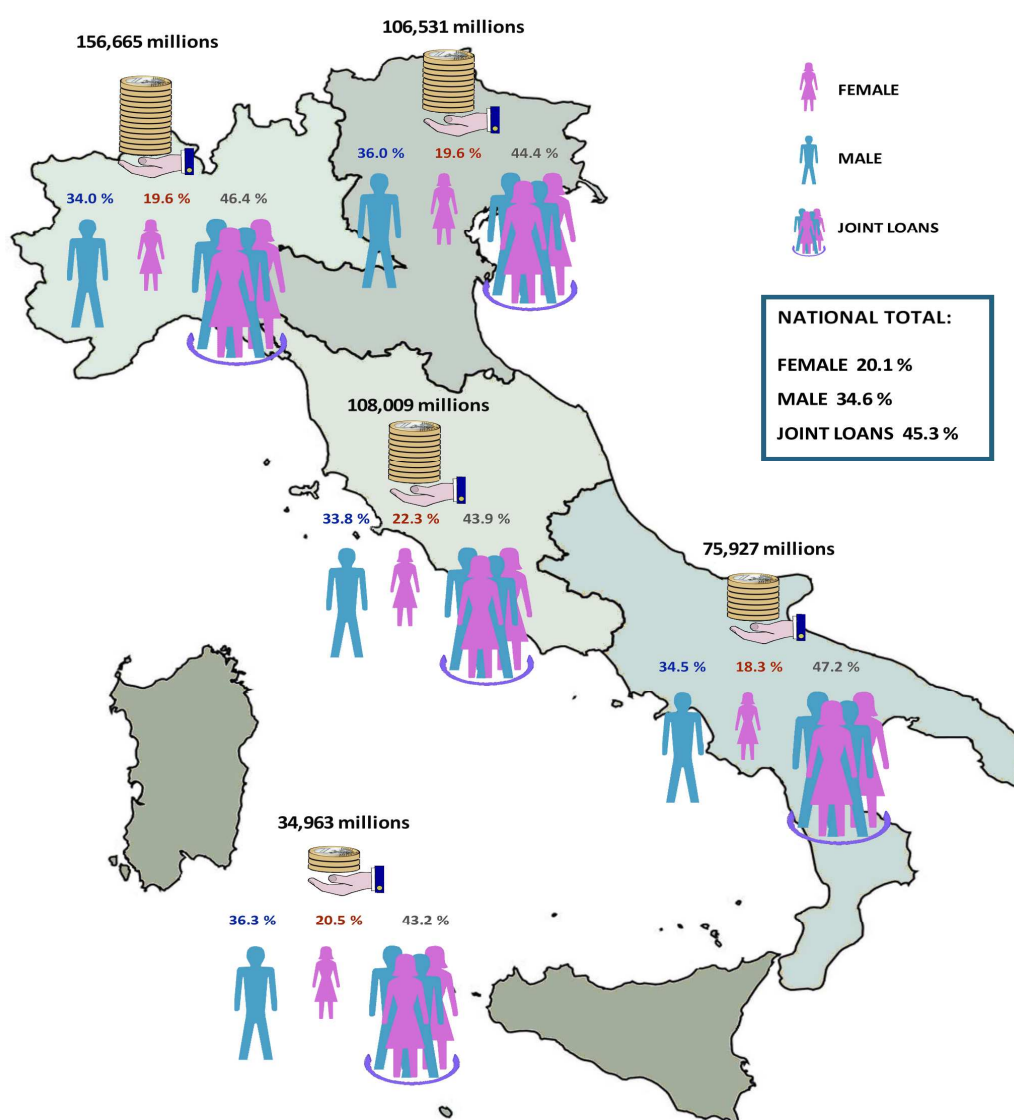 156,665 millions
106,531 millions
FEMALE
MALE
JOINT LOANS
36.0 % 19.6 % 44.4 %
34.0 % 19.6 % 46.4 %
NATIONAL TOTAL:
FEMALE 20.1 %
MALE 34.6 %
JOINT LOANS 45.3 %
108,009 millions
33.8 % 22.3 % 43.9 %
75,927 millions
34.5 % 18.3 % 47.2 %
34,963 millions
36.3 % 20.5 % 43.2 %